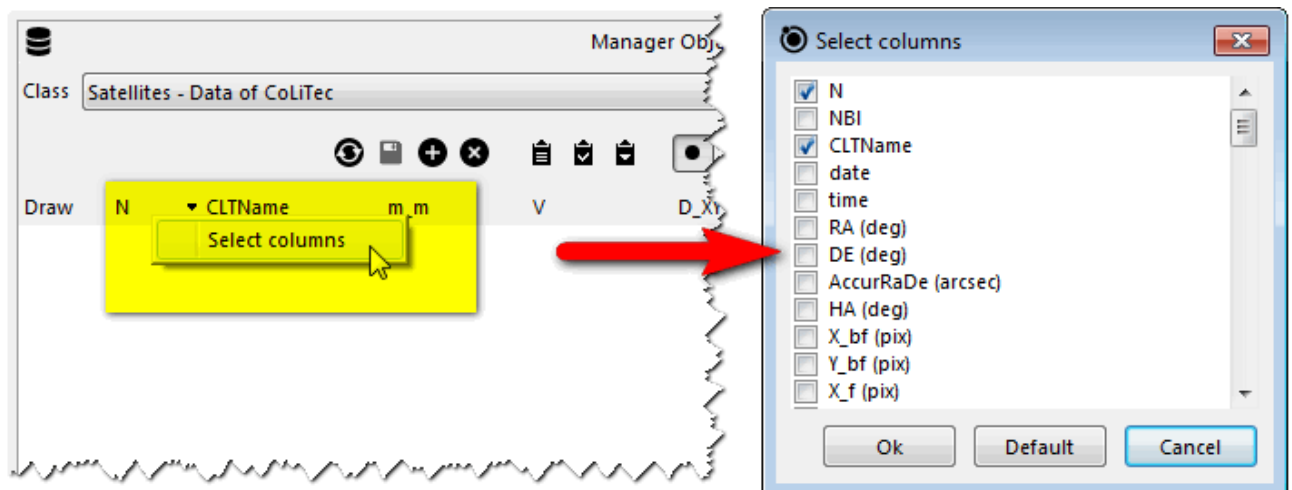 Manager Obj
Class Satellites - Data of CoLiTec
Draw N CLTName m_m V D_XY
Select columns
Select columns
N
NBI
CLTName
date
time
RA (deg)
DE (deg)
AccurRaDe (arcsec)
HA (deg)
X_bf (pix)
Y_bf (pix)
X_f (pix)
Ok Default Cancel